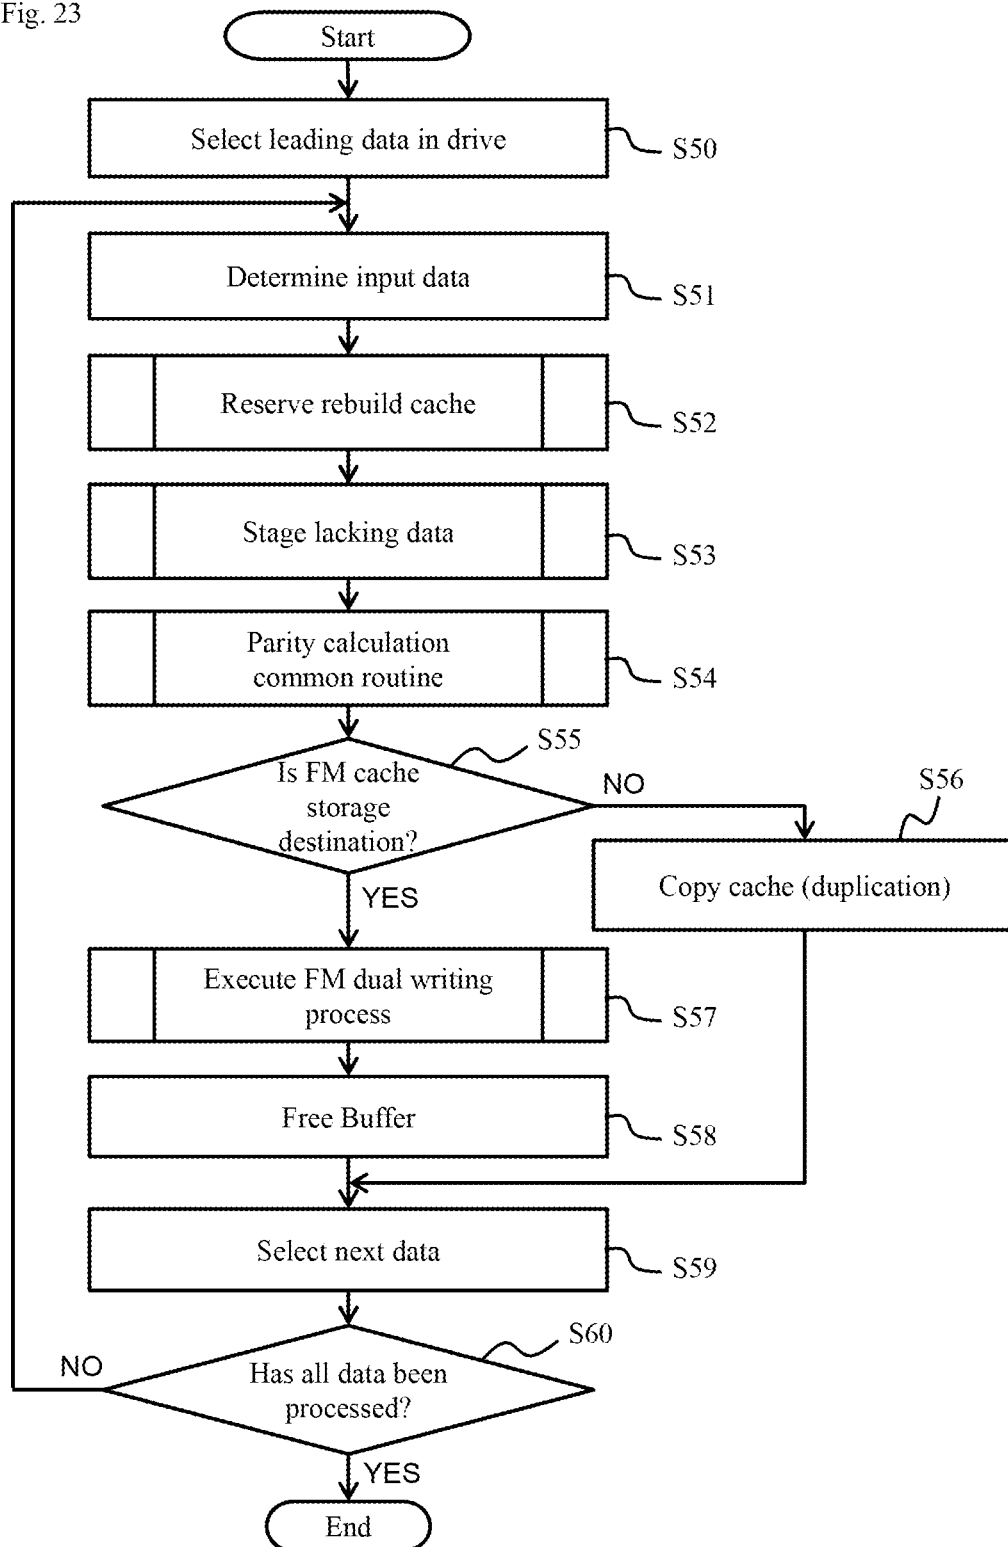 Fig. 23
Start
Select leading data in drive
S50
Determine input data
S51
Reserve rebuild cache
S52
Stage lacking data
S53
Parity calculation
common routine
S54
S55
Is FM cache
storage
destination?
NO
S56
Copy cache (duplication)
YES
Execute FM dual writing
process
S57
Free Buffer
S58
Select next data
S59
S60
Has all data been
processed?
NO
YES
End